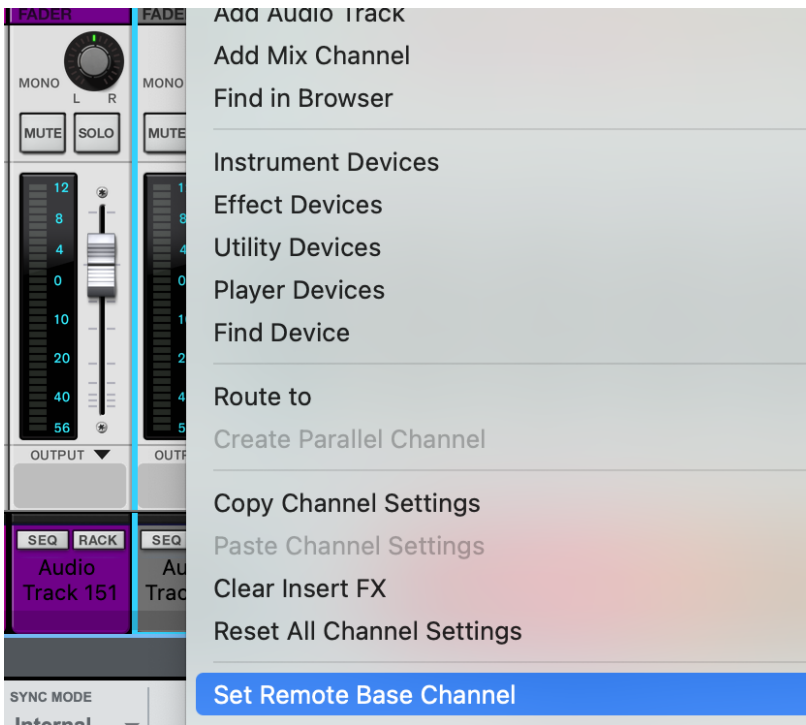 FADER
FADE
MONO
L R
MONO
MUTE SOLO
MUTE
12
8
4
0
10
20
40
56
OUTPUT
OUTP
SEQ RACK
SEQ
Audio
Track 151
Au
Trac
SYNC MODE
Internal
Add Audio Track
Add Mix Channel
Find in Browser
Instrument Devices
Effect Devices
Utility Devices
Player Devices
Find Device
Route to
Create Parallel Channel
Copy Channel Settings
Paste Channel Settings
Clear Insert FX
Reset All Channel Settings
Set Remote Base Channel